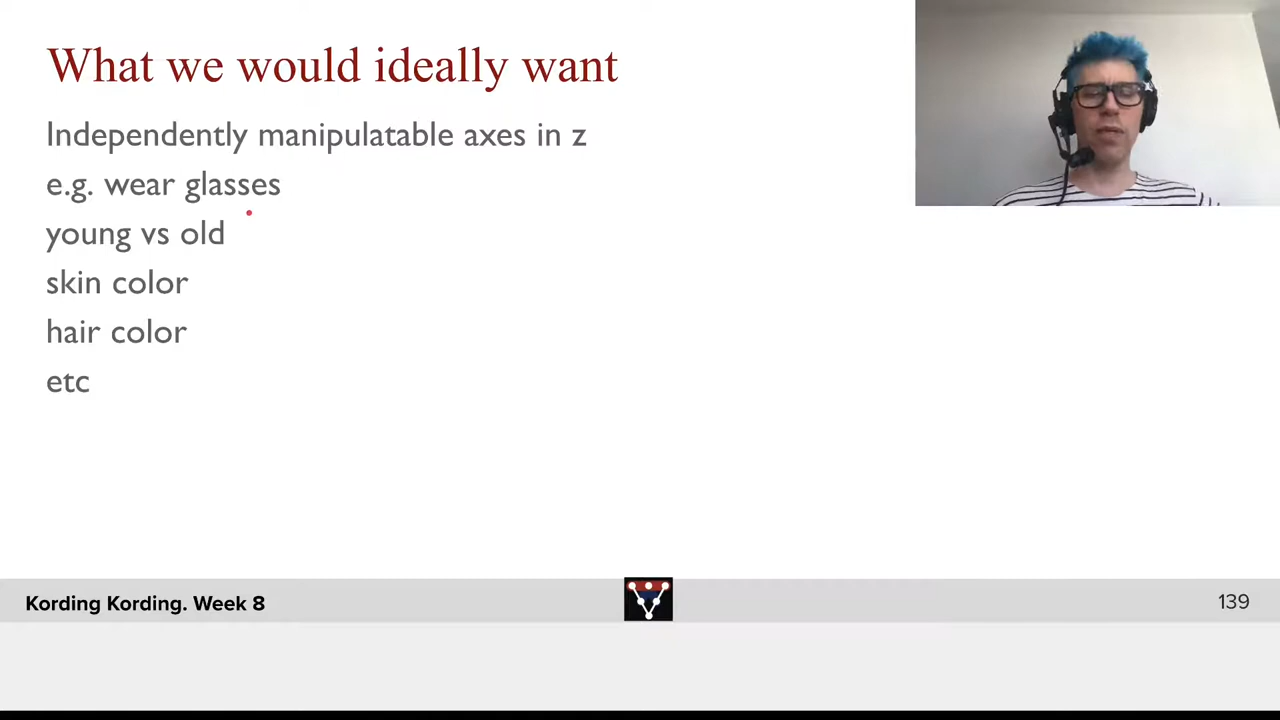 What we would ideally want
Independently manipulatable axes in z
e.g. wear glasses
young vs old
skin color
hair color
etc
Kording Kording. Week 8
139